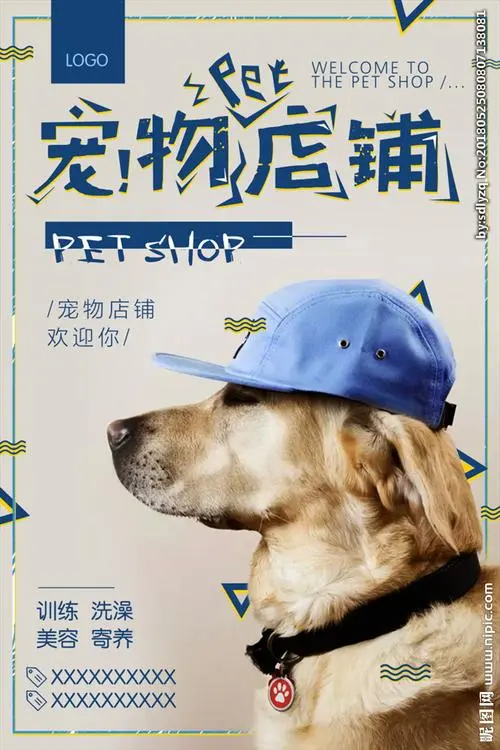 LOGO
Pet
WELCOME TO
THE PET SHOP /...
宠物店铺
PET SHOP
/宠物店铺
欢迎你/
训练 洗澡
美容 寄养
XXXXXXXXXX
XXXXXXXXXX
by:sdlyzq No:20180525080807138081
昵图网 www.nipic.com